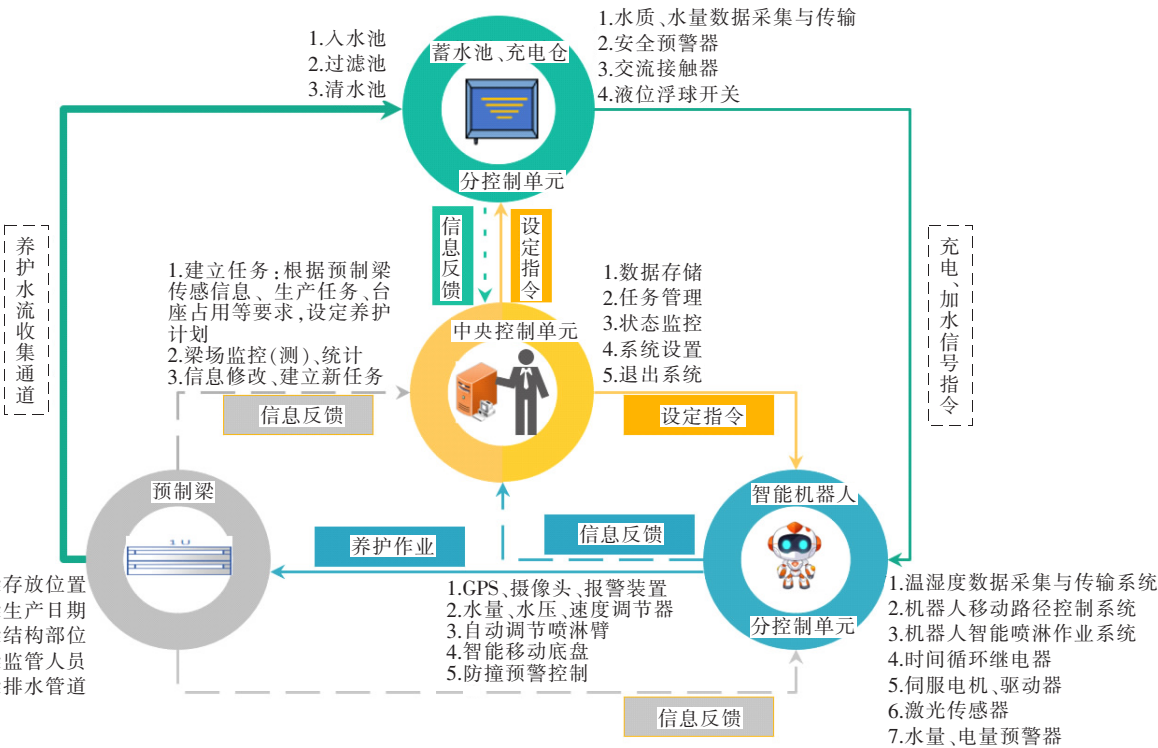 1.入水池
2.过滤池
3.清水池
蓄水池、充电仓
分控制单元
1.水质、水量数据采集与传输
2.安全预警器
3.交流接触器
4.液位浮球开关
养护水流收集通道
信息反馈
设定指令
充电、加水信号指令
1.建立任务:根据预制梁
传感信息、生产任务、台
座占用等要求,设定养护
计划
2.梁场监控(测)、统计
3.信息修改、建立新任务
中央控制单元
1.数据存储
2.任务管理
3.状态监控
4.系统设置
5.退出系统
信息反馈
设定指令
预制梁
养护作业
信息反馈
智能机器人
分控制单元
存放位置
生产日期
结构部位
监管人员
排水管道
1.GPS、摄像头、报警装置
2.水量、水压、速度调节器
3.自动调节喷淋臂
4.智能移动底盘
5.防撞预警控制
1.温湿度数据采集与传输系统
2.机器人移动路径控制系统
3.机器人智能喷淋作业系统
4.时间循环继电器
5.伺服电机、驱动器
6.激光传感器
7.水量、电量预警器
信息反馈